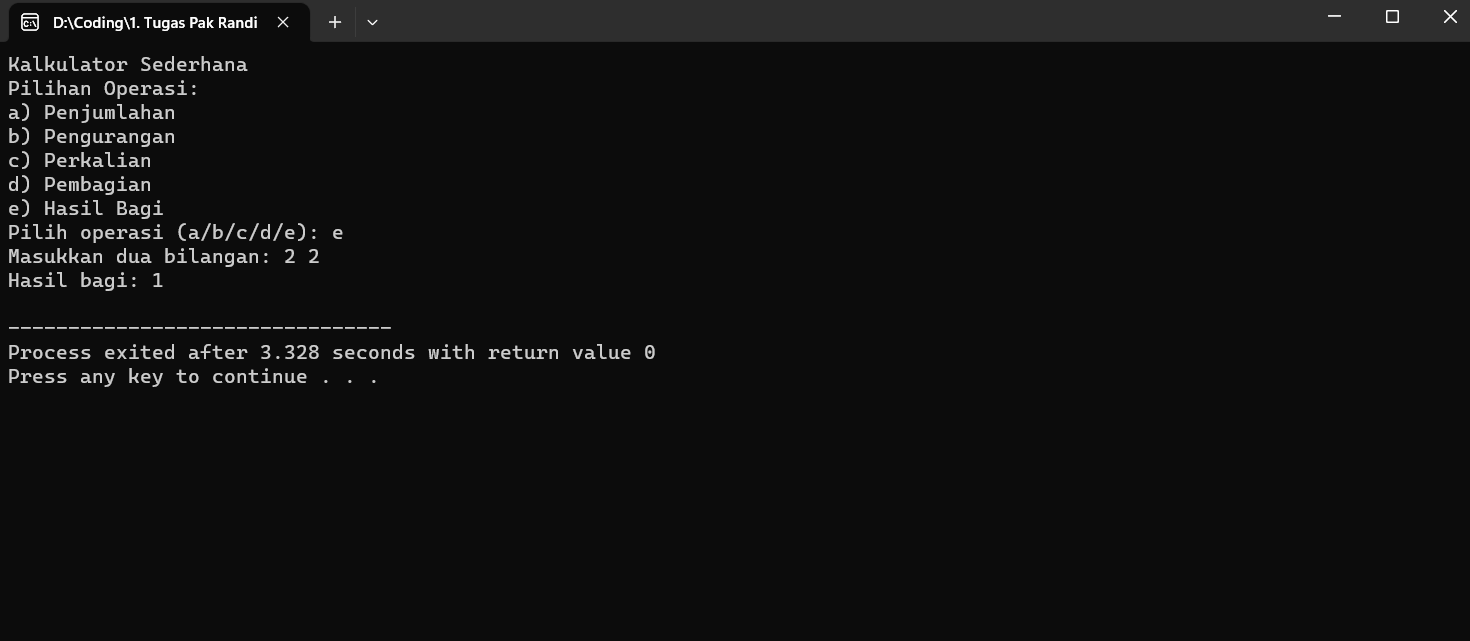 D:\Coding\1. Tugas Pak Randi
Kalkulator Sederhana
Pilihan Operasi:
a) Penjumlahan
b) Pengurangan
c) Perkalian
d) Pembagian
e) Hasil Bagi
Pilih operasi (a/b/c/d/e): e
Masukkan dua bilangan: 2 2
Hasil bagi: 1
--------------------------------
Process exited after 3.328 seconds with return value 0
Press any key to continue . . .